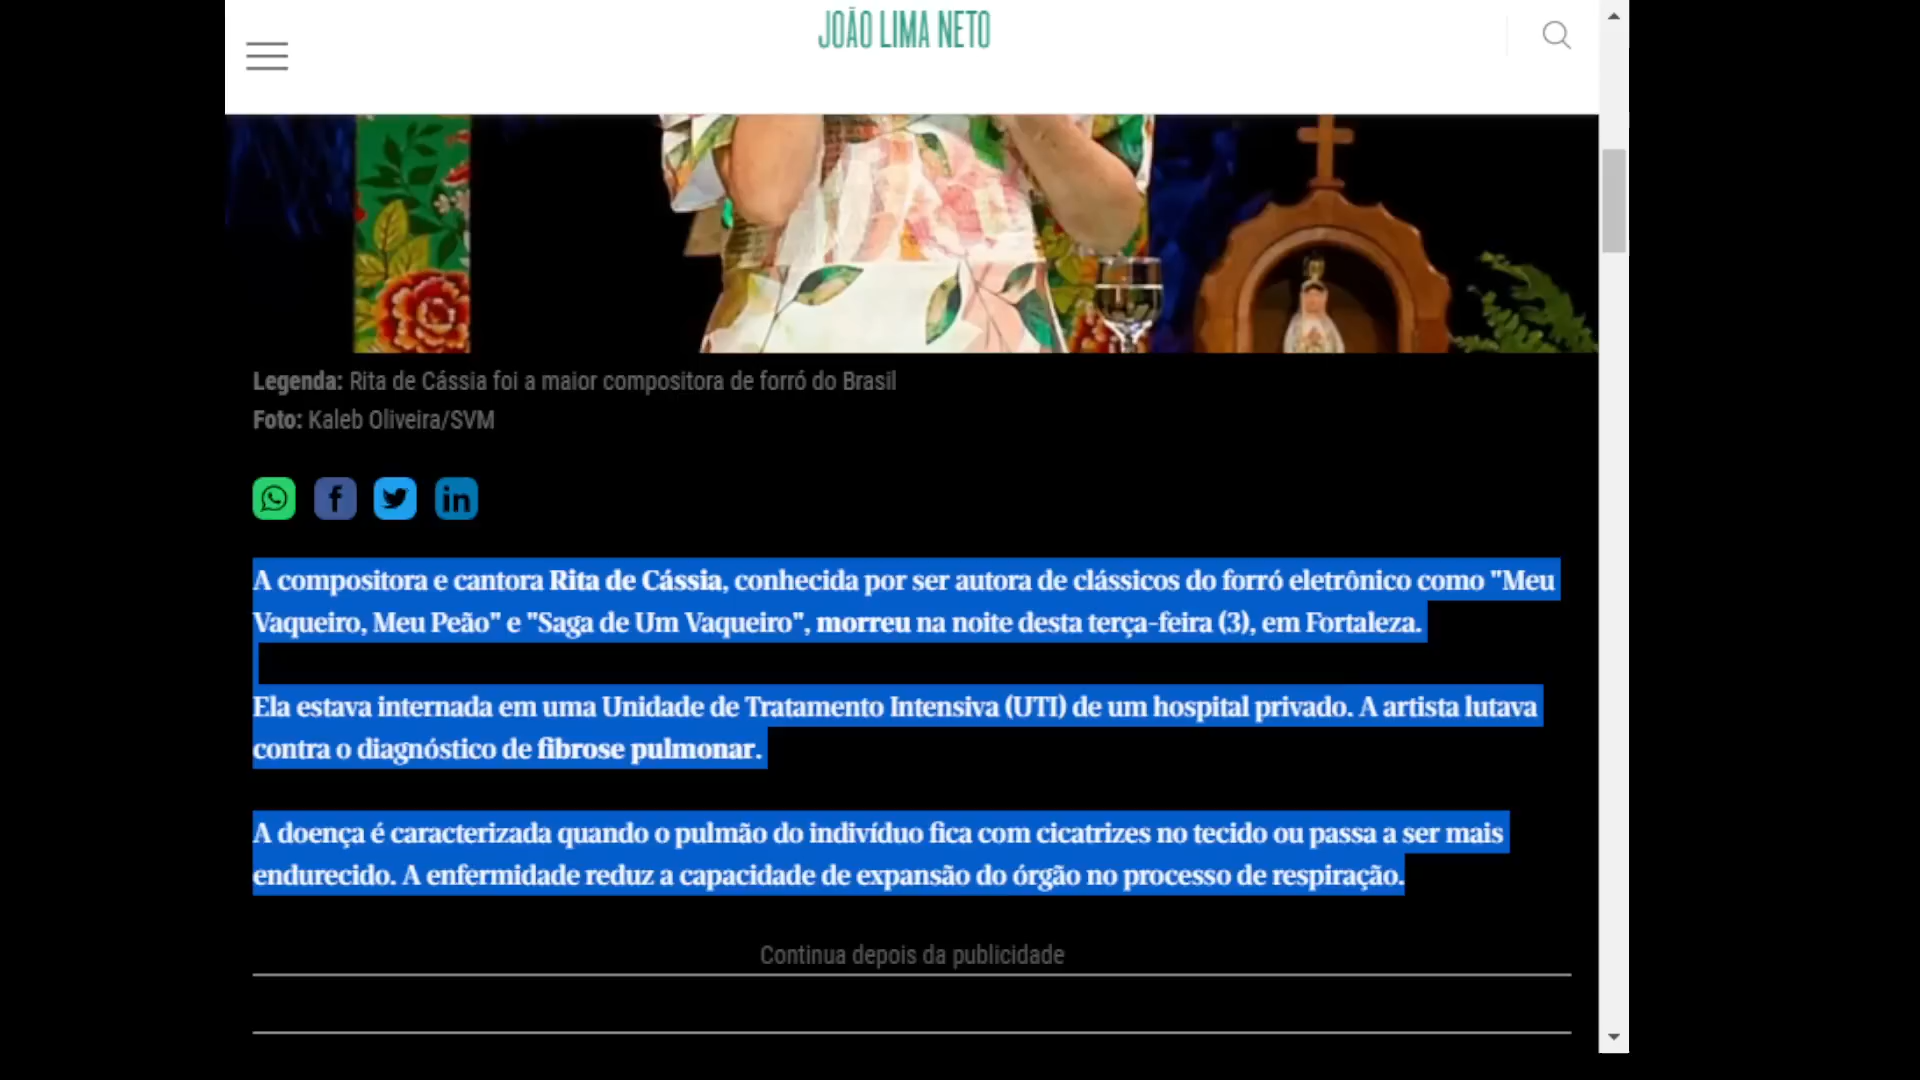 JOÃO LIMA NETO
Legenda: Rita de Cássia foi a maior compositora de forró do Brasil
Foto: Kaleb Oliveira/SVM
A compositora e cantora Rita de Cássia, conhecida por ser autora de clássicos do forró eletrônico como "Meu
Vaqueiro, Meu Peão" e "Saga de Um Vaqueiro", morreu na noite desta terça-feira (3), em Fortaleza.
Ela estava internada em uma Unidade de Tratamento Intensiva (UTI) de um hospital privado. A artista lutava
contra o diagnóstico de fibrose pulmonar.
A doença é caracterizada quando o pulmão do indivíduo fica com cicatrizes no tecido ou passa a ser mais
endurecido. A enfermidade reduz a capacidade de expansão do órgão no processo de respiração.
Continua depois da publicidade